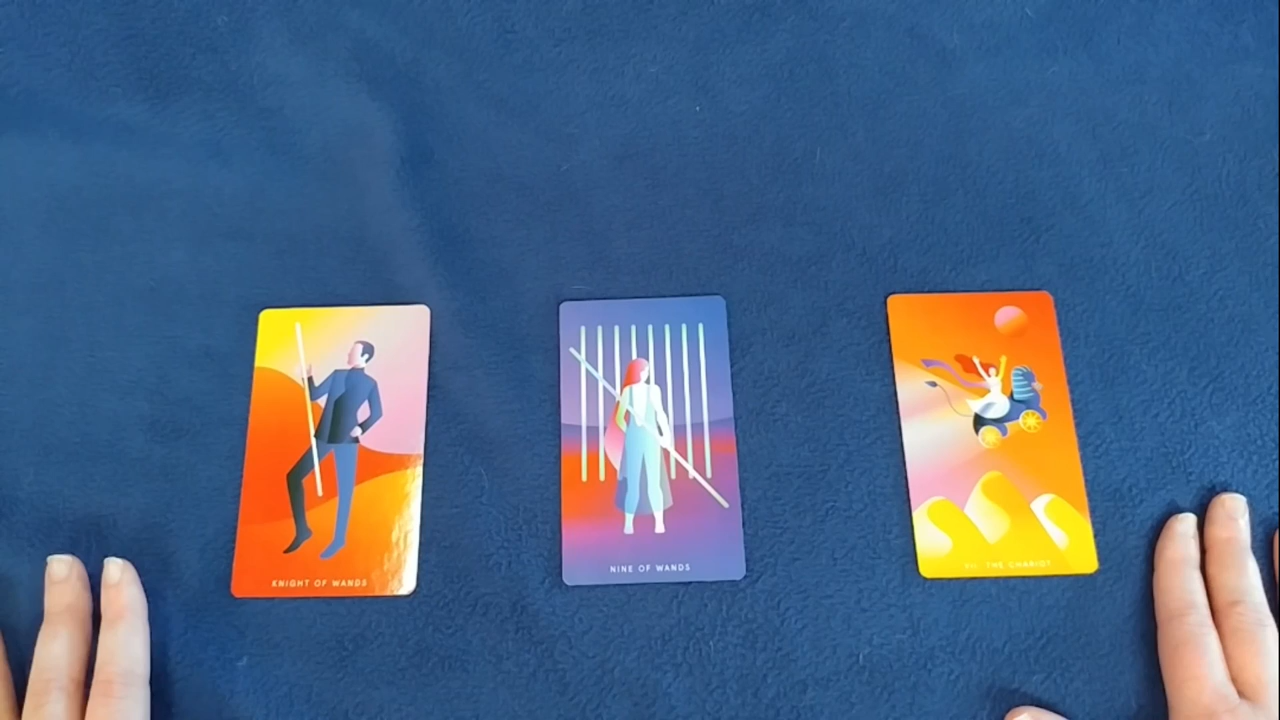 KNIGHT OF WANDS
NINE OF WANDS
VII. THE CHARIOT